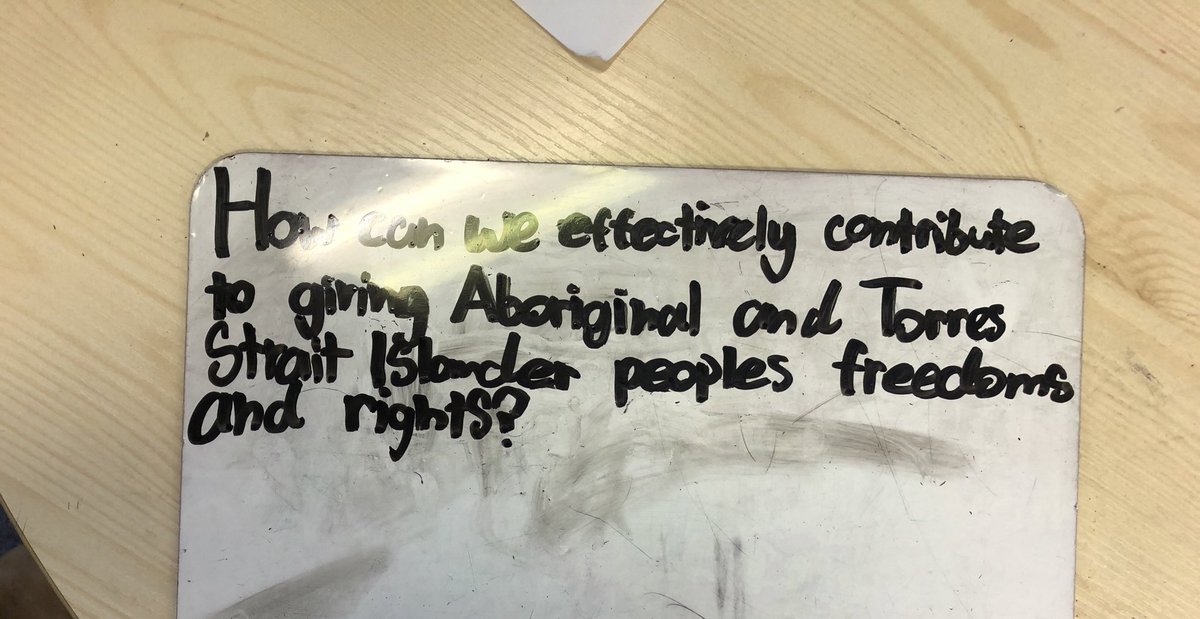 How can we effectively contribute
to giving Aboriginal and Torres
Strait Islander peoples freedoms
and rights?